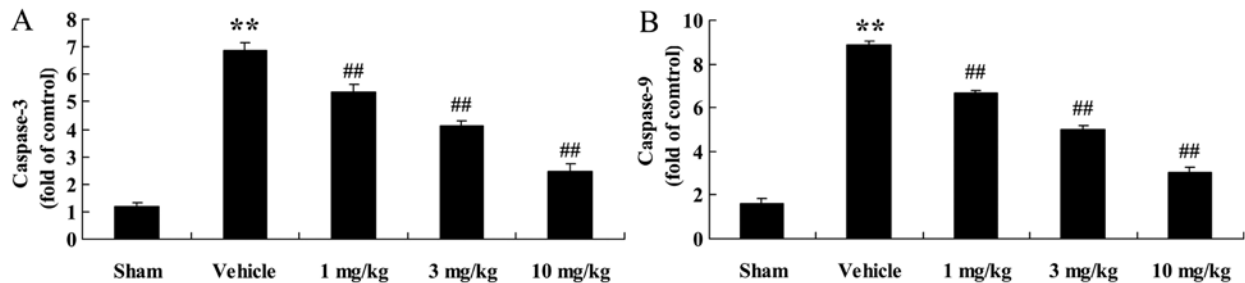 A
Caspase-3
(fold of comtrol)
8
7
6
5
4
3
2
1
0
**
##
##
##
Sham Vehicle 1 mg/kg 3 mg/kg 10 mg/kg
B
Caspase-9
(fold of comtrol)
10
8
6
4
2
0
**
##
##
##
Sham Vehicle 1 mg/kg 3 mg/kg 10 mg/kg